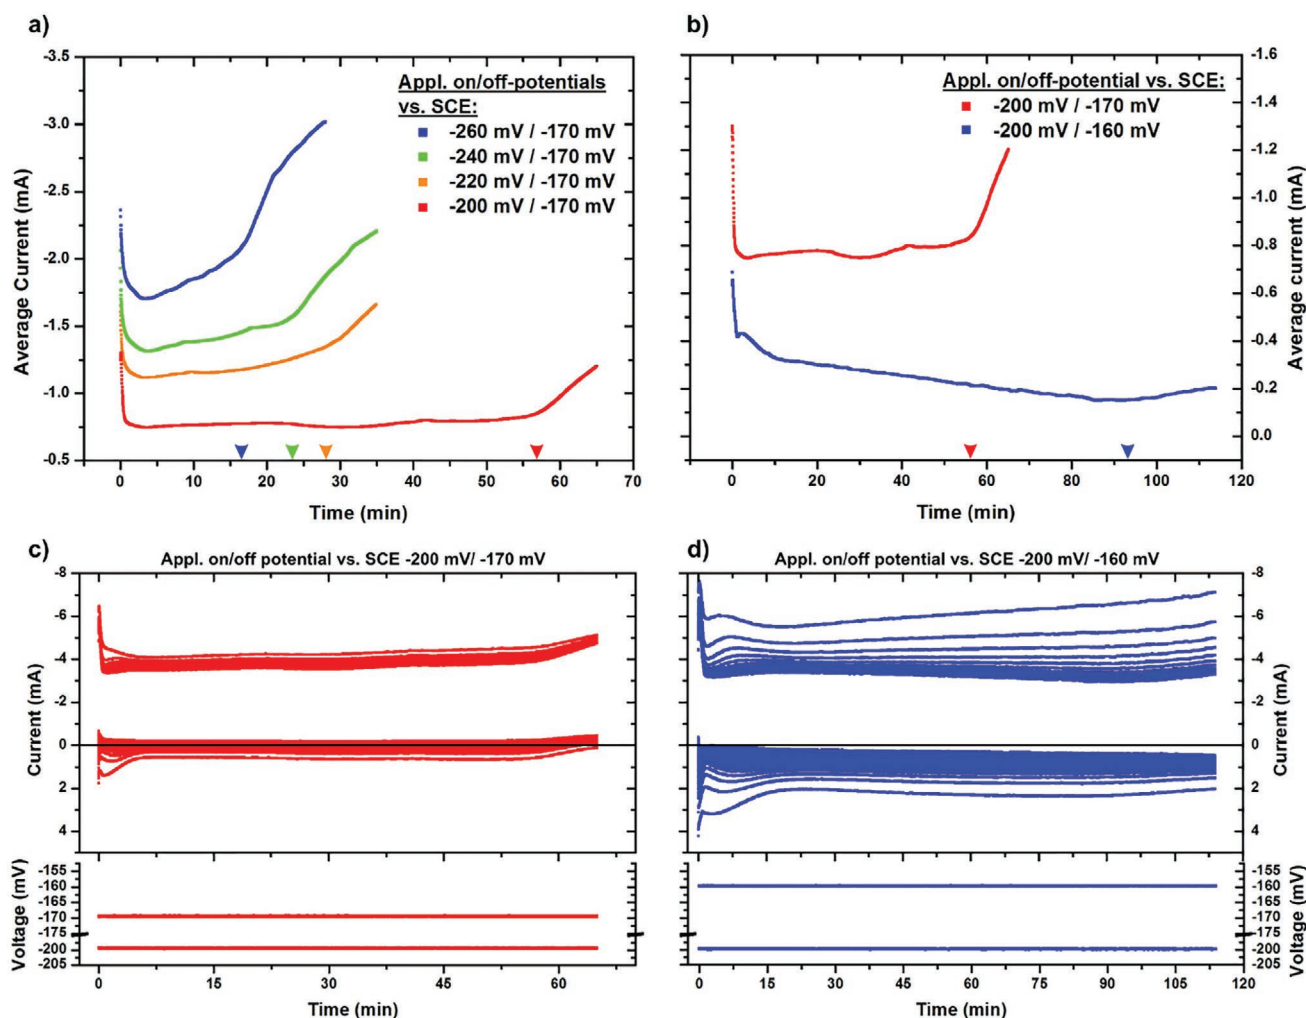 a)
-3.5
-3.0
-2.5
-2.0
-1.5
-1.0
-0.5
Average Current (mA)
Appl. on/off-potentials
vs. SCE:
-260 mV / -170 mV
-240 mV / -170 mV
-220 mV / -170 mV
-200 mV / -170 mV
0 10 20 30 40 50 60 70
Time (min)
b)
Appl. on/off-potential vs. SCE:
-200 mV / -170 mV
-200 mV / -160 mV
-1.6
-1.4
-1.2
-1.0
-0.8
-0.6
-0.4
-0.2
0.0
Average current (mA)
0 20 40 60 80 100 120
Time (min)
c)
Appl. on/off potential vs. SCE -200 mV/ -170 mV
-8
-6
-4
-2
0
2
4
Current (mA)
-155
-160
-165
-170
-175
-200
-205
Voltage (mV)
0 15 30 45 60
Time (min)
d)
Appl. on/off potential vs. SCE -200 mV/ -160 mV
-8
-6
-4
-2
0
2
4
Current (mA)
-155
-160
-165
-170
-175
-200
-205
Voltage (mV)
0 15 30 45 60 75 90 105 120
Time (min)